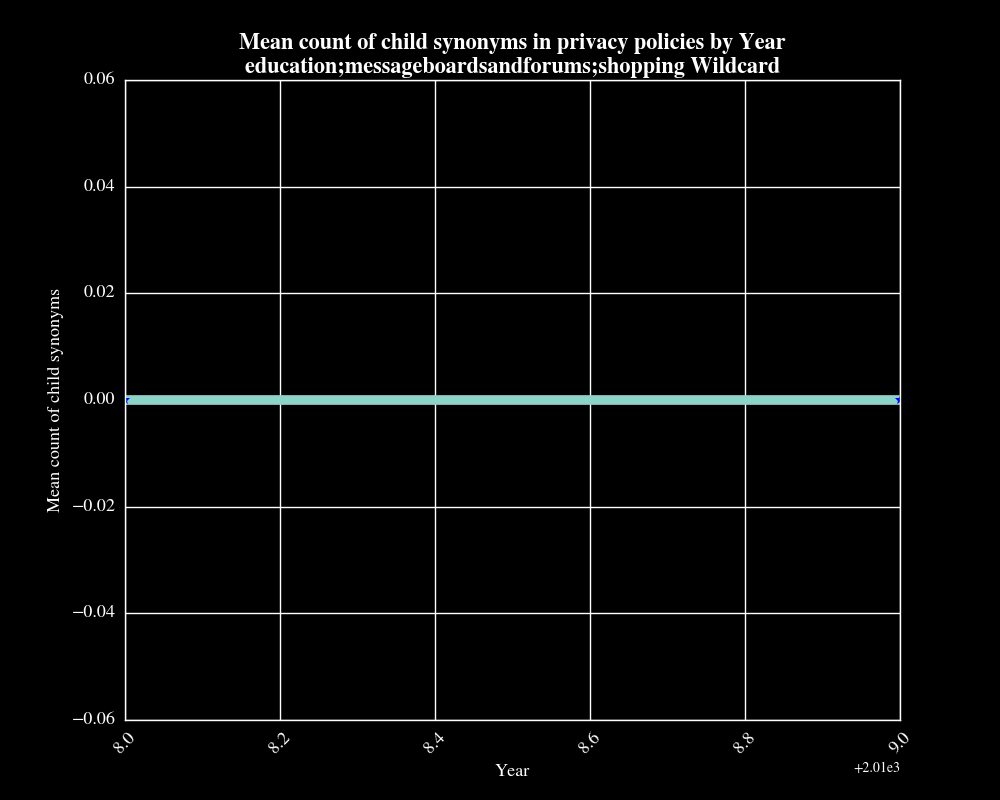 Mean count of child synonyms in privacy policies by Year
education;messageboardsandforums;shopping Wildcard
0.06
0.04
0.02
0.00
−0.02
−0.04
−0.06
Mean count of child synonyms
8.0
8.2
8.4
8.6
8.8
9.0
Year
+2.01e3